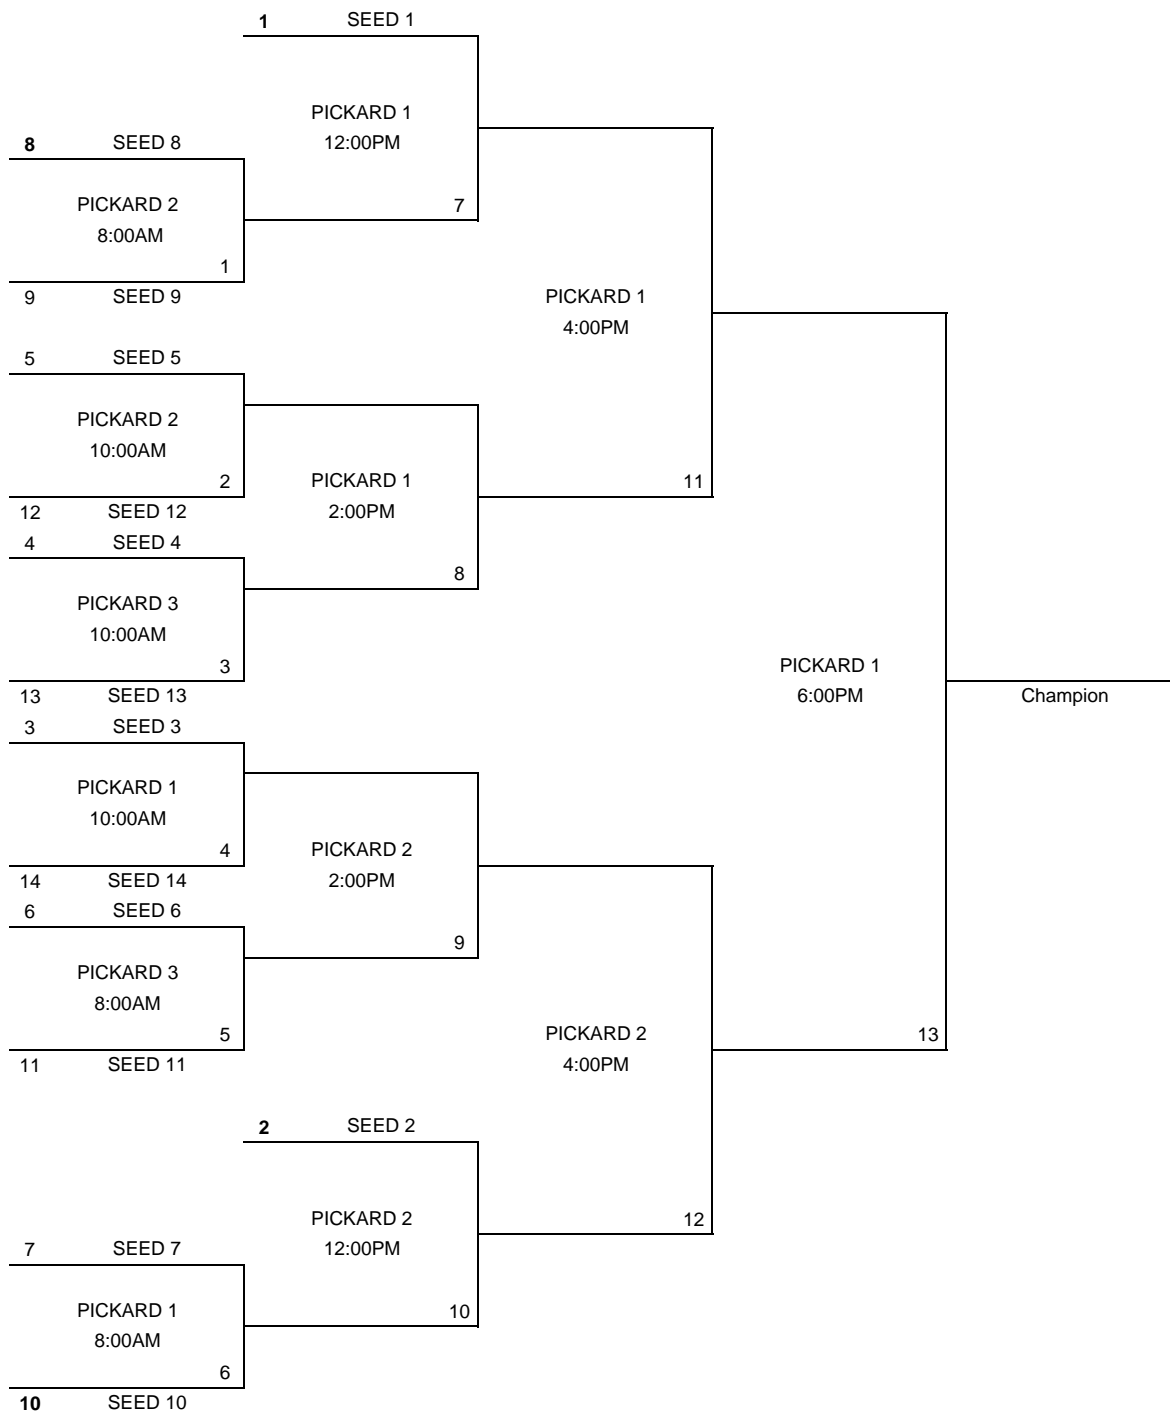 1 SEED 1
PICKARD 1
12:00PM
8 SEED 8
PICKARD 2
8:00AM
7
1
9 SEED 9
PICKARD 1
4:00PM
5 SEED 5
PICKARD 2
10:00AM
2
PICKARD 1
2:00PM
11
12 SEED 12
4 SEED 4
8
PICKARD 3
10:00AM
3
PICKARD 1
6:00PM
13 SEED 13
Champion
3 SEED 3
PICKARD 1
10:00AM
4
PICKARD 2
2:00PM
14 SEED 14
6 SEED 6
9
PICKARD 3
8:00AM
5
PICKARD 2
4:00PM
13
11 SEED 11
2 SEED 2
PICKARD 2
12:00PM
12
7 SEED 7
PICKARD 1
8:00AM
10
6
10 SEED 10